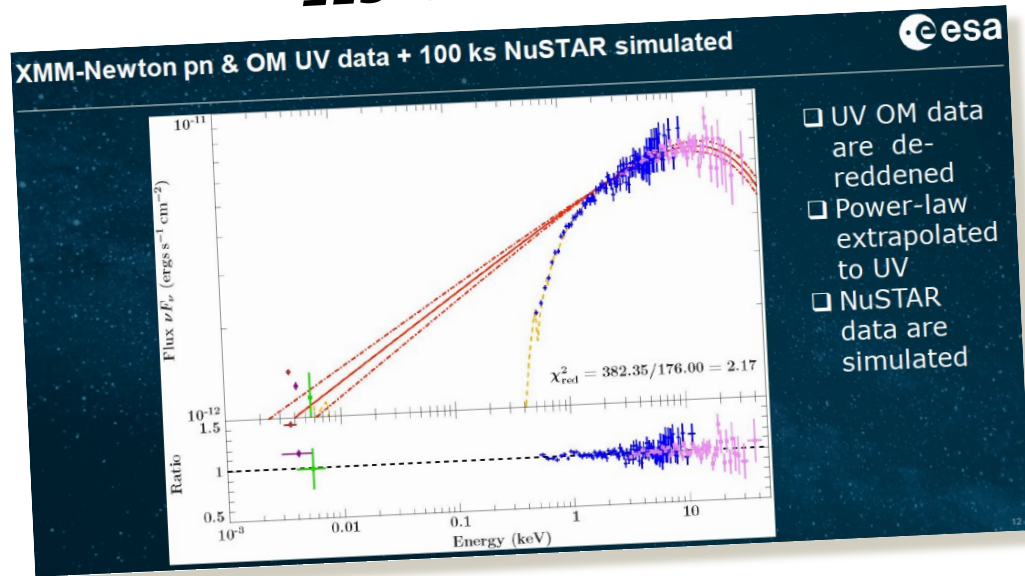 XMM-Newton pn & OM UV data + 100 ks NuSTAR simulated
esa
❑ UV OM data
are de-
reddened
❑ Power-law
extrapolated
to UV
❑ NuSTAR
data are
simulated
10⁻¹¹
Flux νFν (ergs s⁻¹ cm⁻²)
χ²red = 382.35/176.00 = 2.17
10⁻¹²
1.5
Ratio
1
0.5
10⁻³
0.01
0.1
1
10
Energy (keV)
12